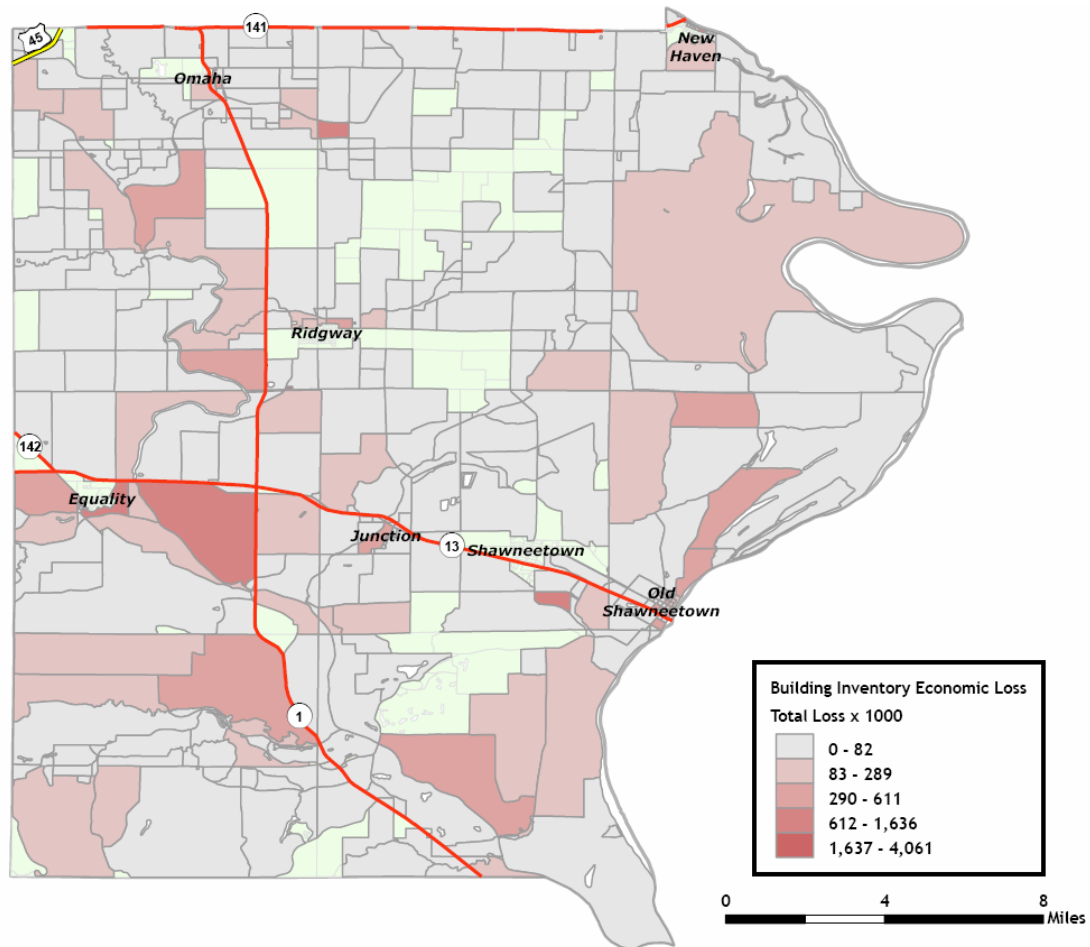 141
45
New
Haven
Omaha
Ridgway
142
Equality
Junction
13
Shawneetown
Old
Shawneetown
1
Building Inventory Economic Loss
Total Loss x 1000
0 - 82
83 - 289
290 - 611
612 - 1,636
1,637 - 4,061
0 4 8
Miles